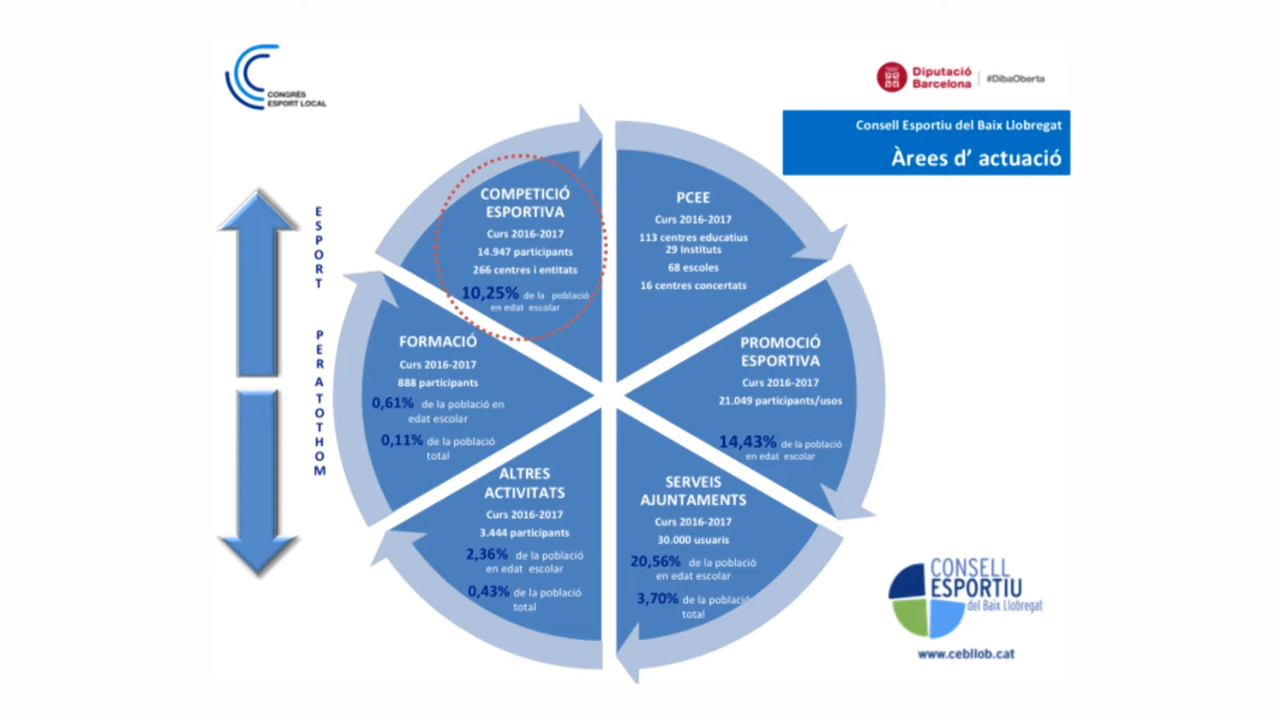 CONGRÉS
ESPORT LOCAL
Diputació
Barcelona
#DibaOberta
Consell Esportiu del Baix Llobregat
Àrees d’ actuació
ESPORT PER A TOTHOM
COMPETICIÓ
ESPORTIVA
Curs 2016-2017
14.947 participants
266 centres i entitats
10,25% de la població
en edat escolar
PCEE
Curs 2016-2017
113 centres educatius
29 Instituts
68 escoles
16 centres concertats
FORMACIÓ
Curs 2016-2017
888 participants
0,61% de la població en
edat escolar
0,11% de la població
total
PROMOCIÓ
ESPORTIVA
Curs 2016-2017
21.049 participants/usos
14,43% de la població
en edat escolar
ALTRES
ACTIVITATS
Curs 2016-2017
3.444 participants
2,36% de la població
en edat escolar
0,43% de la població
total
SERVEIS
AJUNTAMENTS
Curs 2016-2017
30.000 usuaris
20,56% de la població
en edat escolar
3,70% de la població
total
CONSELL
ESPORTIU
del Baix Llobregat
www.cebllob.cat